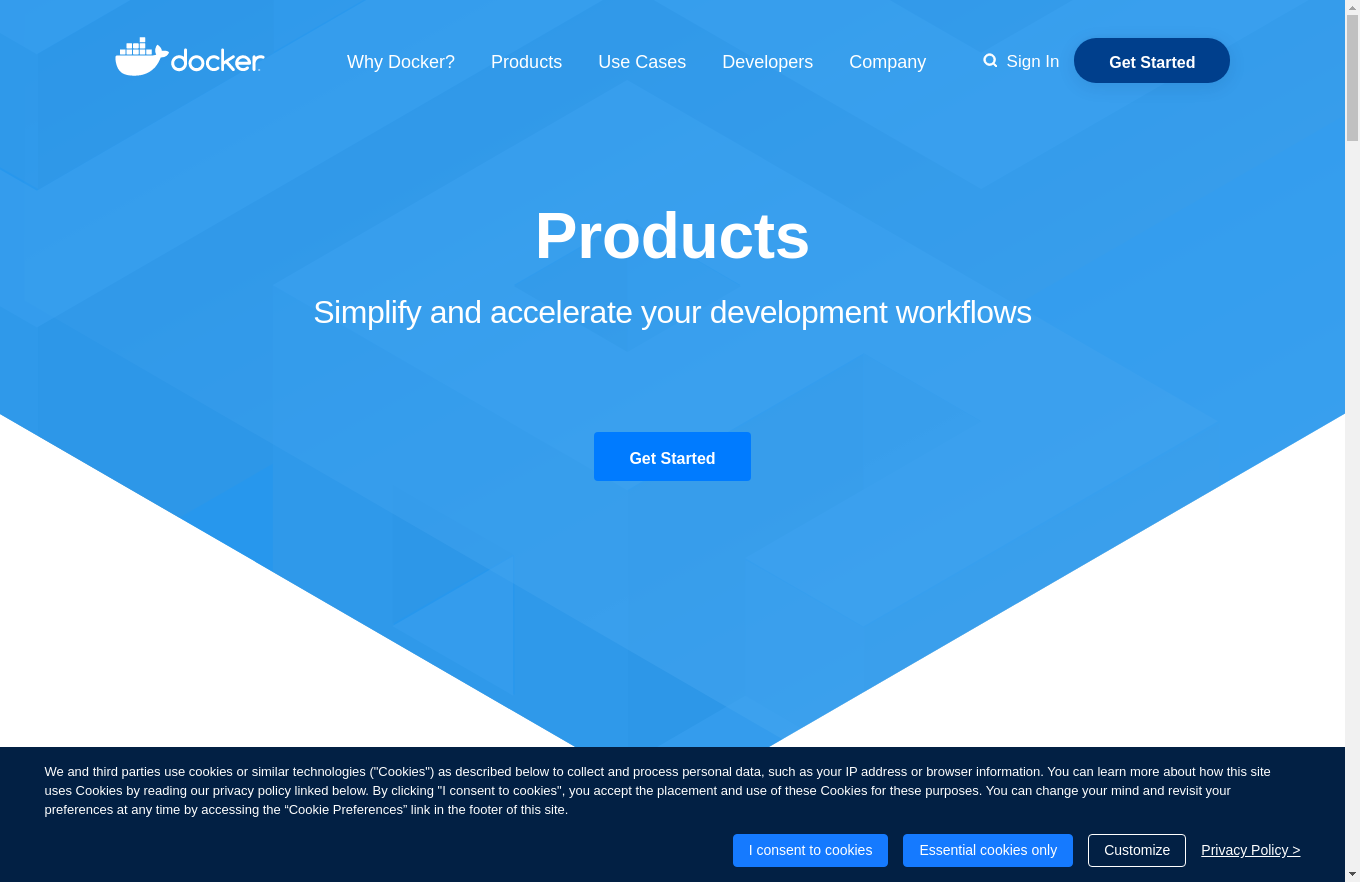 docker
Why Docker?
Products
Use Cases
Developers
Company
Sign In
Get Started
Products
Simplify and accelerate your development workflows
Get Started
We and third parties use cookies or similar technologies ("Cookies") as described below to collect and process personal data, such as your IP address or browser information. You can learn more about how this site
uses Cookies by reading our privacy policy linked below. By clicking "I consent to cookies", you accept the placement and use of these Cookies for these purposes. You can change your mind and revisit your
preferences at any time by accessing the “Cookie Preferences” link in the footer of this site.
I consent to cookies
Essential cookies only
Customize
Privacy Policy >